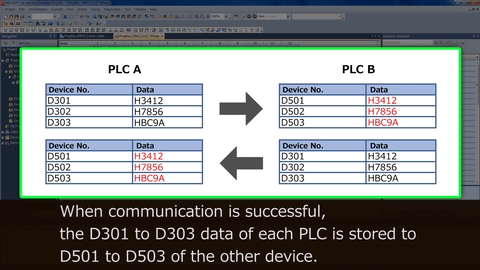 PLC A PLC B
Device No. Data Device No. Data
D301 H3412 D501 H3412
D302 H7856 D502 H7856
D303 HBC9A D503 HBC9A
Device No. Data Device No. Data
D501 H3412 D301 H3412
D502 H7856 D302 H7856
D503 HBC9A D303 HBC9A
When communication is successful,
the D301 to D303 data of each PLC is stored to
D501 to D503 of the other device.